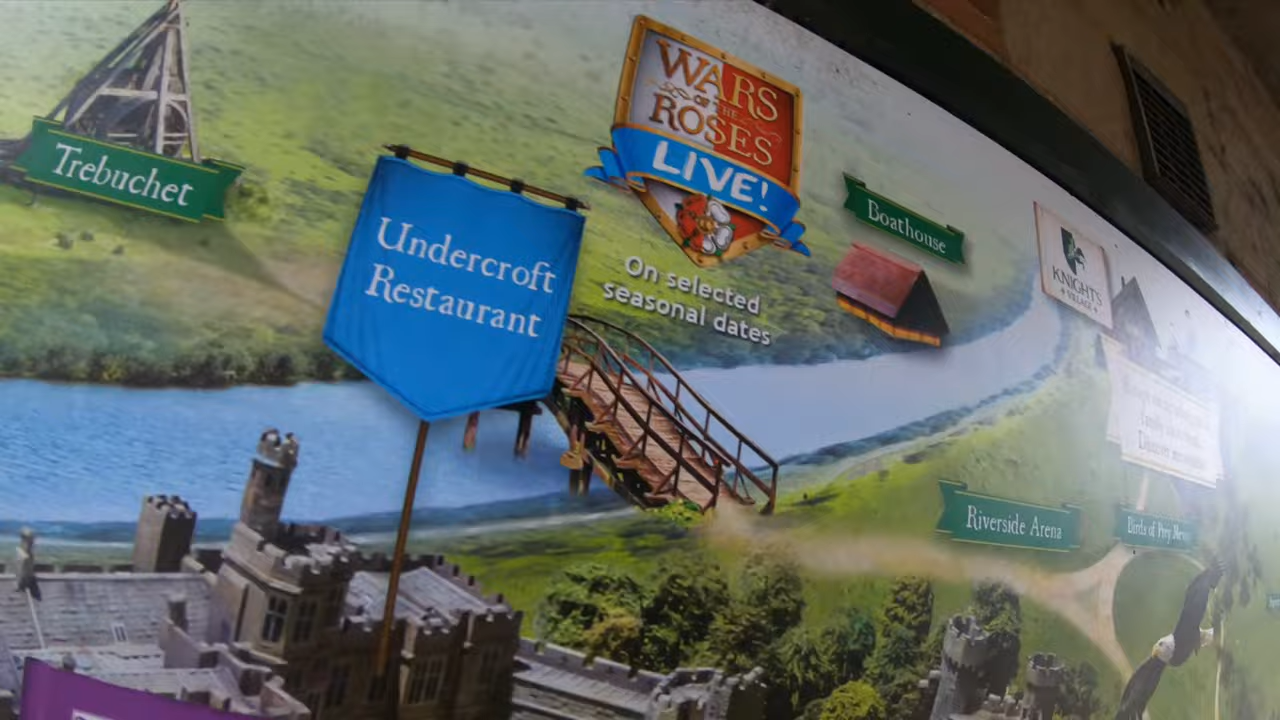 Trebuchet
Undercroft
Restaurant
WARS
OF THE
ROSES
LIVE!
On selected
seasonal dates
Boathouse
KNIGHT'S
VILLAGE
Riverside Arena
Birds of Prey